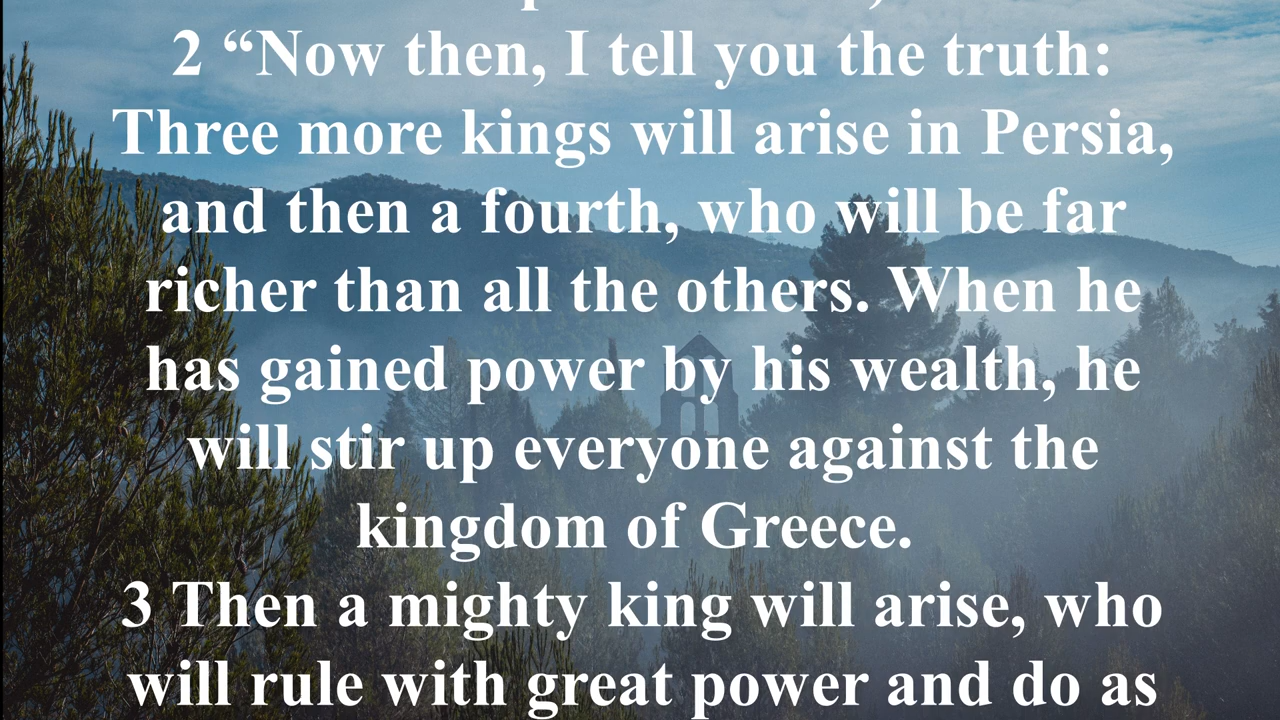 2 “Now then, I tell you the truth:
Three more kings will arise in Persia,
and then a fourth, who will be far
richer than all the others. When he
has gained power by his wealth, he
will stir up everyone against the
kingdom of Greece.
3 Then a mighty king will arise, who
will rule with great power and do as